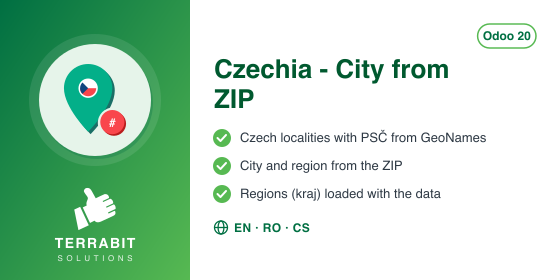 Odoo 20
Czechia - City from
ZIP
Czech localities with PSČ from GeoNames
City and region from the ZIP
Regions (kraj) loaded with the data
EN · RO · CS
#
TERRABIT
SOLUTIONS